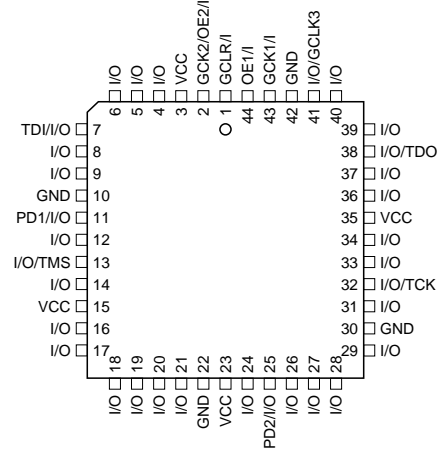 I/O
I/O
I/O
VCC
GCK2/OE2/I
GCLR/I
OE1/I
GCK1/I
GND
I/O/GCLK3
I/O
6
5
4
3
2
1
44
43
42
41
40
TDI/I/O 7
I/O 8
I/O 9
GND 10
PD1/I/O 11
I/O 12
I/O/TMS 13
I/O 14
VCC 15
I/O 16
I/O 17
39 I/O
38 I/O/TDO
37 I/O
36 I/O
35 VCC
34 I/O
33 I/O
32 I/O/TCK
31 I/O
30 GND
29 I/O
18
19
20
21
22
23
24
25
26
27
28
I/O
I/O
I/O
I/O
GND
VCC
I/O
PD2/I/O
I/O
I/O
I/O